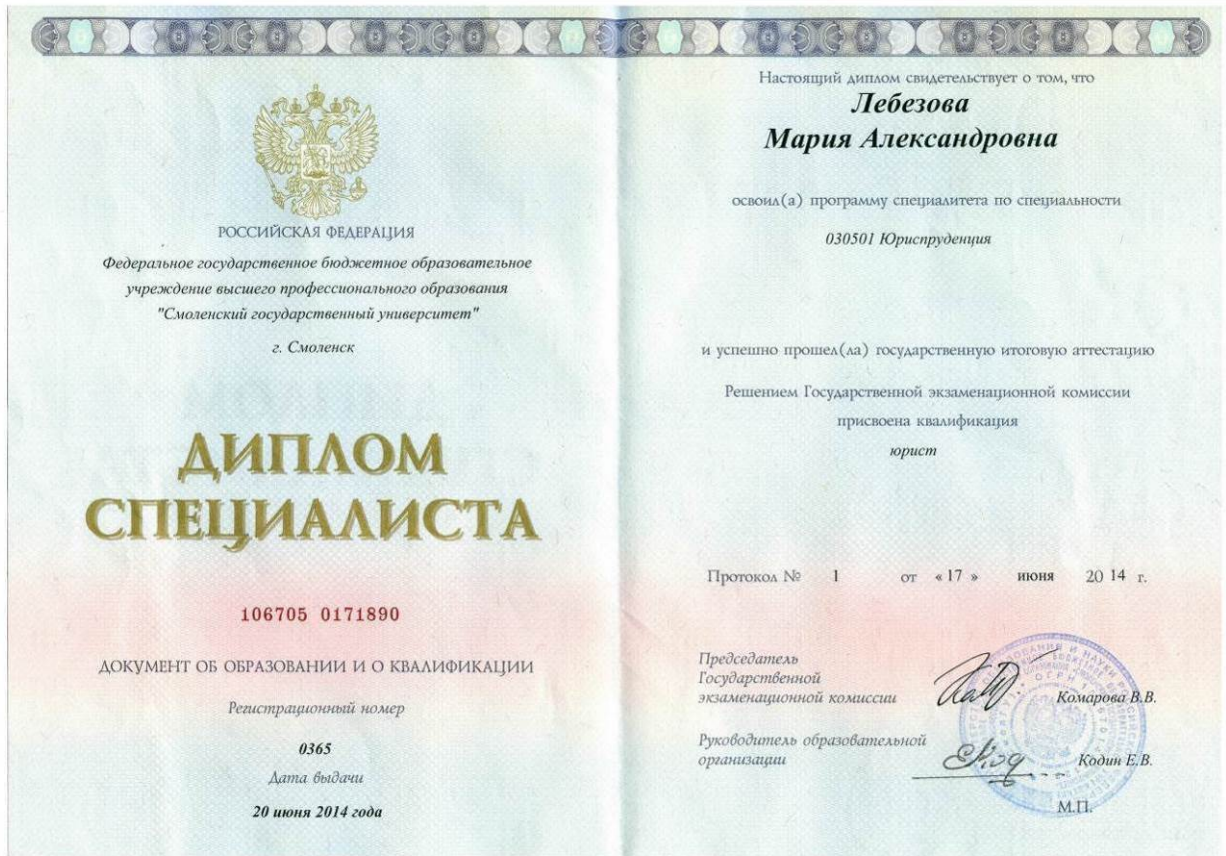 РОССИЙСКАЯ ФЕДЕРАЦИЯ
Федеральное государственное бюджетное образовательное
учреждение высшего профессионального образования
"Смоленский государственный университет"
г. Смоленск
ДИПЛОМ
СПЕЦИАЛИСТА
106705 0171890
ДОКУМЕНТ ОБ ОБРАЗОВАНИИ И О КВАЛИФИКАЦИИ
Регистрационный номер
0365
Дата выдачи
20 июня 2014 года
Настоящий диплом свидетельствует о том, что
Лебезова
Мария Александровна
освоил(а) программу специалитета по специальности
030501 Юриспруденция
и успешно прошел(ла) государственную итоговую аттестацию
Решением Государственной экзаменационной комиссии
присвоена квалификация
юрист
Протокол № 1 от «17» июня 2014 г.
Председатель
Государственной
экзаменационной комиссии Комарова В.В.
Руководитель образовательной
организации Кодин Е.В.
М.П.